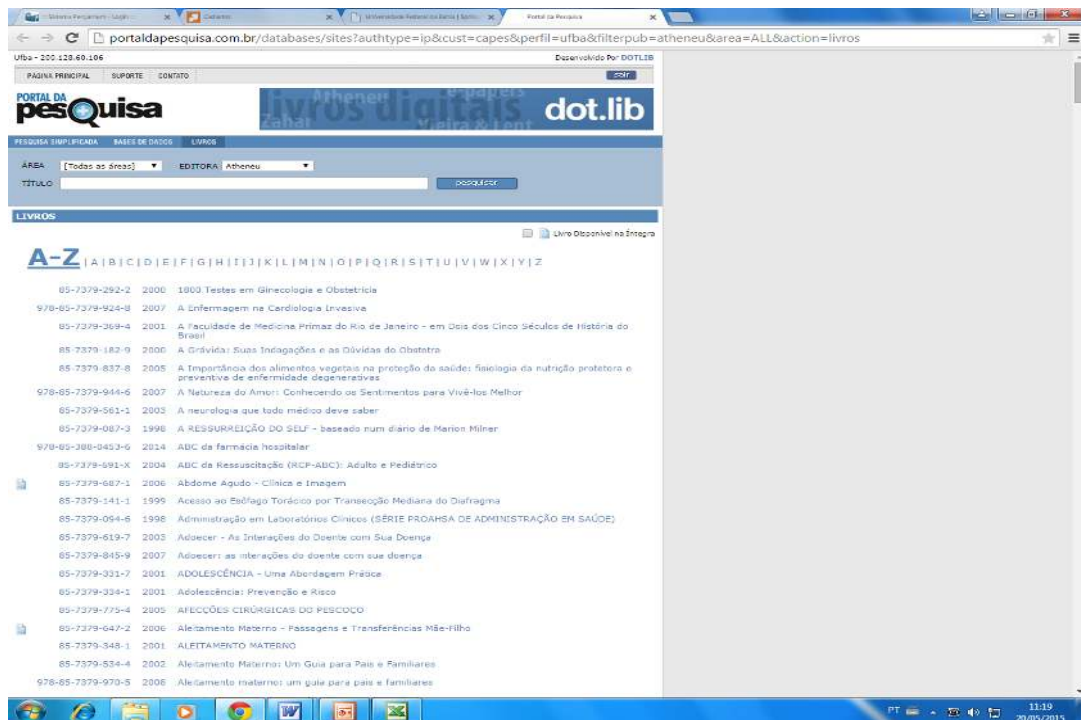 Sistema Pergamum - Login
Universidade Federal da Bahia
Portal da Pesquisa
portaldapesquisa.com.br/databases/sites?authtype=ip&cust=capes&perfil=ufba&filterpub=atheneu&area=ALL&action=livros
Ufba - 200.128.60.106 Desenvolvido Por DOTLIB
PÁGINA PRINCIPAL SUPORTE CONTATO sair
PORTAL DA
pesQuisa
livros digitais
Atheneu
e-papers
Zahar
Vieira & Lent
dot.lib
PESQUISA SIMPLIFICADA BASES DE DADOS LIVROS
ÁREA [Todas as áreas] EDITORA Atheneu
TÍTULO pesquisar
LIVROS
Livro Disponível na Íntegra
A-Z | A | B | C | D | E | F | G | H | I | J | K | L | M | N | O | P | Q | R | S | T | U | V | W | X | Y | Z
85-7379-292-2 2000 1000 Testes em Ginecologia e Obstetrícia
978-85-7379-924-8 2007 A Enfermagem na Cardiologia Invasiva
85-7379-369-4 2001 A Faculdade de Medicina Primaz do Rio de Janeiro - em Dois dos Cinco Séculos de História do
Brasil
85-7379-182-9 2000 A Grávida: Suas Indagações e as Dúvidas do Obstetra
85-7379-837-8 2005 A Importância dos alimentos vegetais na proteção da saúde: fisiologia da nutrição protetora e
preventiva de enfermidade degenerativas
978-85-7379-944-6 2007 A Natureza do Amor: Conhecendo os Sentimentos para Vivê-los Melhor
85-7379-561-1 2003 A neurologia que todo médico deve saber
85-7379-087-3 1998 A RESSURREIÇÃO DO SELF - baseado num diário de Marion Milner
978-85-388-0453-6 2014 ABC da farmácia hospitalar
85-7379-691-X 2004 ABC da Ressuscitação (RCP-ABC): Adulto e Pediátrico
85-7379-687-1 2006 Abdome Agudo - Clínica e Imagem
85-7379-141-1 1999 Acesso ao Esôfago Torácico por Transecção Mediana do Diafragma
85-7379-094-6 1998 Administração em Laboratórios Clínicos (SÉRIE PROAHSA DE ADMINISTRAÇÃO EM SAÚDE)
85-7379-619-7 2003 Adoecer - As Interações do Doente com Sua Doença
85-7379-845-9 2007 Adoecer: as interações do doente com sua doença
85-7379-331-7 2001 ADOLESCÊNCIA - Uma Abordagem Prática
85-7379-334-1 2001 Adolescência: Prevenção e Risco
85-7379-775-4 2005 AFECÇÕES CIRÚRGICAS DO PESCOÇO
85-7379-647-2 2006 Aleitamento Materno - Passagens e Transferências Mãe-Filho
85-7379-348-1 2001 ALEITAMENTO MATERNO
85-7379-534-4 2002 Aleitamento Materno: Um Guia para Pais e Familiares
978-85-7379-970-5 2008 Aleitamento materno: um guia para pais e familiares
PT 11:19
20/05/2015